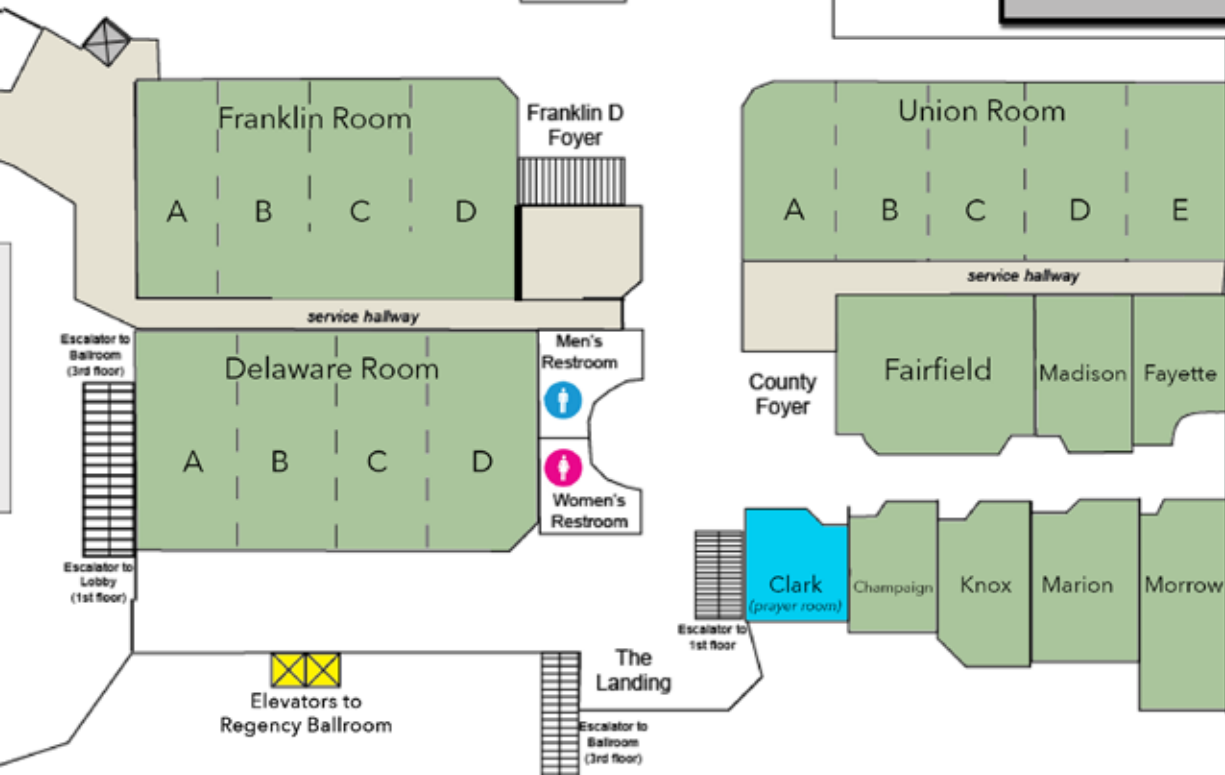 Franklin Room
A B C D
Franklin D
Foyer
Union Room
A B C D E
service hallway
service hallway
Escalator to
Ballroom
(3rd floor)
Delaware Room
A B C D
Men's
Restroom
Women's
Restroom
County
Foyer
Fairfield
Madison
Fayette
Escalator to
Lobby
(1st floor)
Clark
(prayer room)
Champaign
Knox
Marion
Morrow
Escalator to
1st floor
The
Landing
Elevators to
Regency Ballroom
Escalator to
Ballroom
(3rd floor)